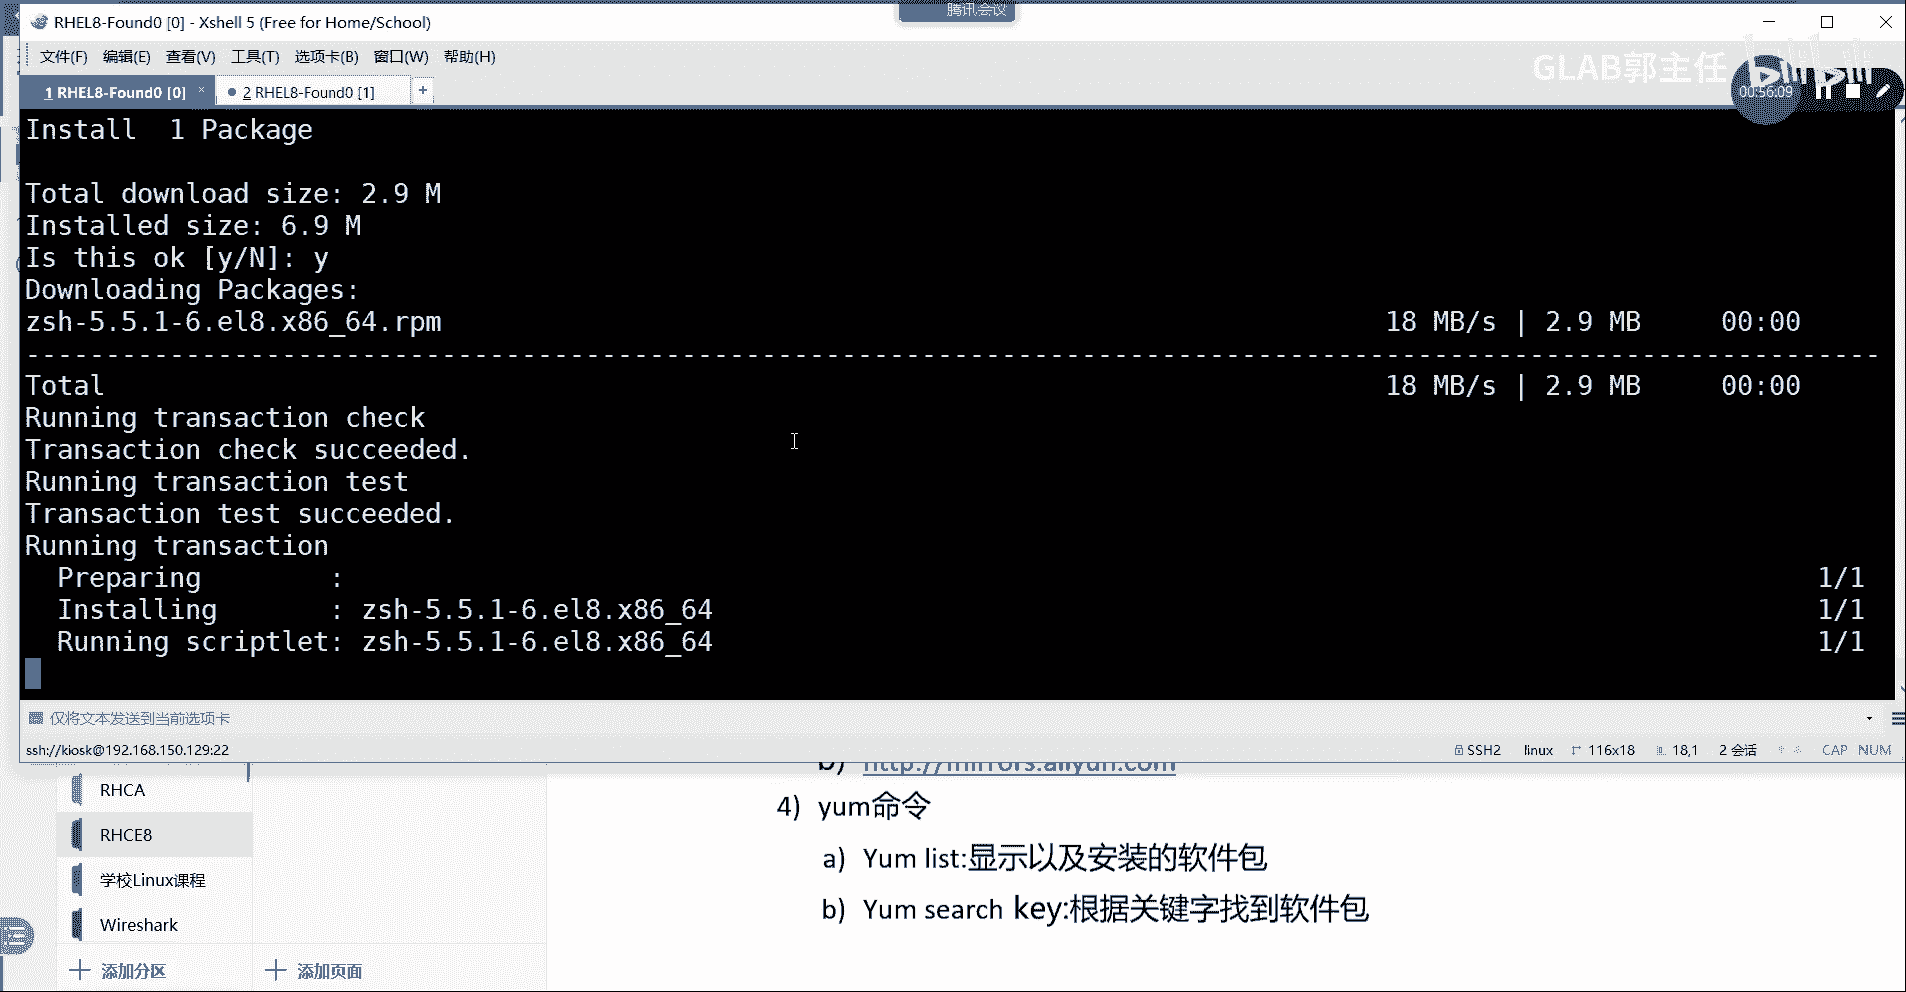 RHEL8-Found0 [0] - Xshell 5 (Free for Home/School)
腾讯会议
文件(F) 编辑(E) 查看(V) 工具(T) 选项卡(B) 窗口(W) 帮助(H)
GLAB郭主任 bilibili
1 RHEL8-Found0 [0] × 2 RHEL8-Found0 [1] +
00:56:09
Install  1 Package
Total download size: 2.9 M
Installed size: 6.9 M
Is this ok [y/N]: y
Downloading Packages:
zsh-5.5.1-6.el8.x86_64.rpm 18 MB/s | 2.9 MB 00:00
--------------------------------------------------------------------------------------------------------------------
Total 18 MB/s | 2.9 MB 00:00
Running transaction check
Transaction check succeeded.
Running transaction test
Transaction test succeeded.
Running transaction
Preparing : 1/1
Installing : zsh-5.5.1-6.el8.x86_64 1/1
Running scriptlet: zsh-5.5.1-6.el8.x86_64 1/1
仅将文本发送到当前选项卡
ssh://kiosk@192.168.150.129:22 SSH2 linux 116x18 18,1 2 会话 CAP NUM
b) http://mirrors.aliyun.com
RHCA
4) yum命令
RHCE8
a) Yum list:显示以及安装的软件包
学校Linux课程
b) Yum search key:根据关键字找到软件包
Wireshark
添加分区 添加页面